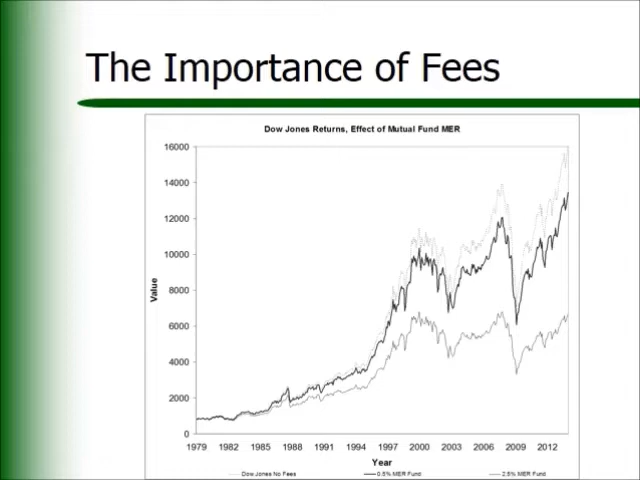 The Importance of Fees
Dow Jones Returns, Effect of Mutual Fund MER
16000
14000
12000
10000
8000
6000
4000
2000
0
Value
1979 1982 1985 1988 1991 1994 1997 2000 2003 2006 2009 2012
Year
Dow Jones No Fees 0.5% MER Fund 2.5% MER Fund